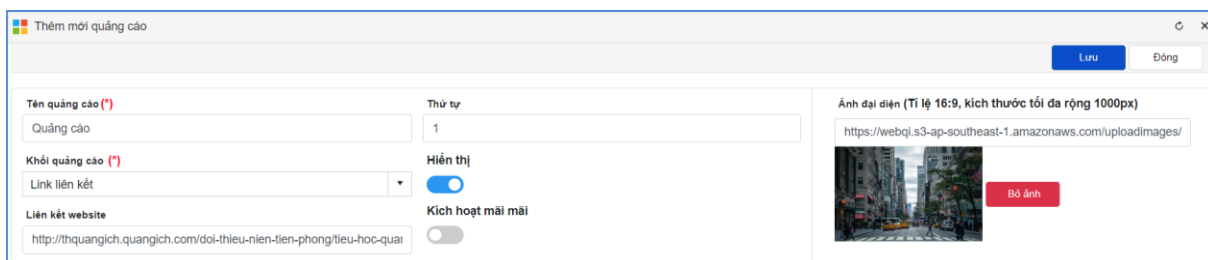 Thêm mới quảng cáo
Lưu
Đóng
Tên quảng cáo (*)
Quảng cáo
Thứ tự
1
Ảnh đại diện (Tỉ lệ 16:9, kích thước tối đa rộng 1000px)
https://webqi.s3-ap-southeast-1.amazonaws.com/uploadimages/
Khối quảng cáo (*)
Link liên kết
Hiển thị
Bỏ ảnh
Liên kết website
http://thquangich.quangich.com/doi-thieu-nien-tien-phong/tieu-hoc-quar
Kích hoạt mãi mãi